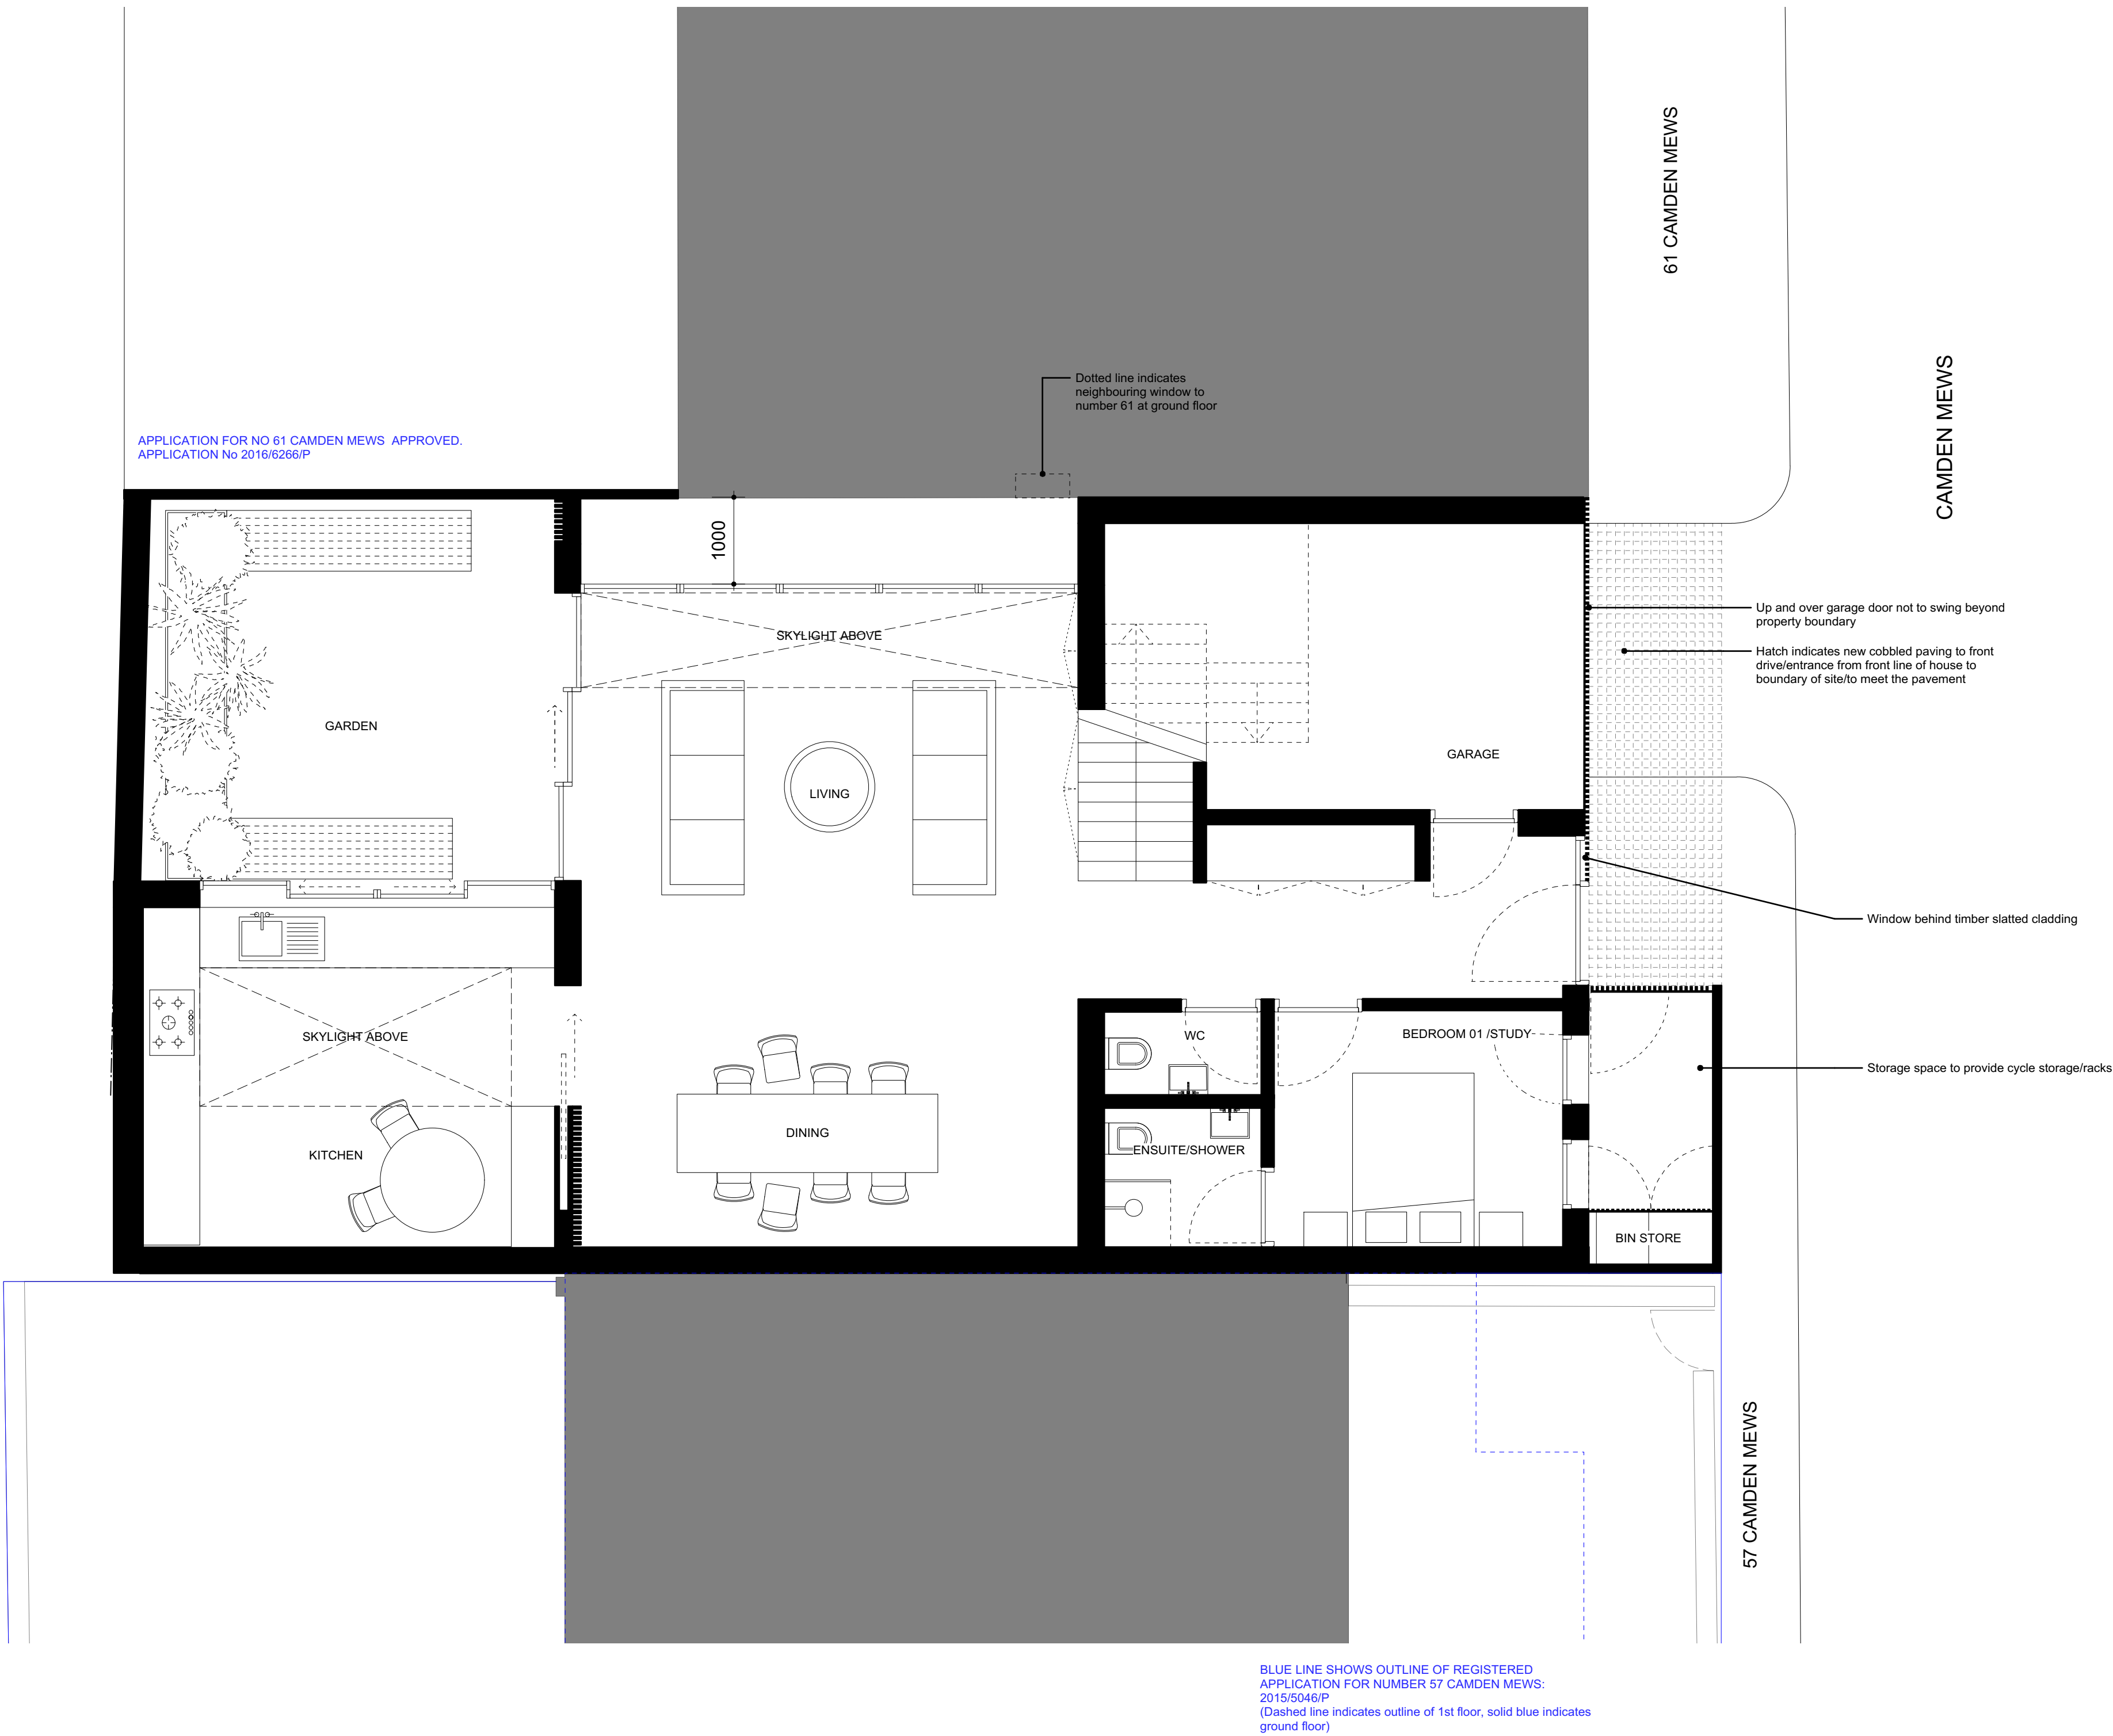 61 CAMDEN MEWS
CAMDEN MEWS
Dotted line indicates
neighbouring window to
number 61 at ground floor
APPLICATION FOR NO 61 CAMDEN MEWS APPROVED.
APPLICATION No 2016/6266/P
1000
Up and over garage door not to swing beyond
property boundary
SKYLIGHT ABOVE
Hatch indicates new cobbled paving to front
drive/entrance from front line of house to
boundary of site/to meet the pavement
GARDEN
GARAGE
LIVING
Window behind timber slatted cladding
SKYLIGHT ABOVE
WC
BEDROOM 01 /STUDY
Storage space to provide cycle storage/racks
DINING
KITCHEN
ENSUITE/SHOWER
BIN STORE
57 CAMDEN MEWS
BLUE LINE SHOWS OUTLINE OF REGISTERED
APPLICATION FOR NUMBER 57 CAMDEN MEWS:
2015/5046/P
(Dashed line indicates outline of 1st floor, solid blue indicates
ground floor)